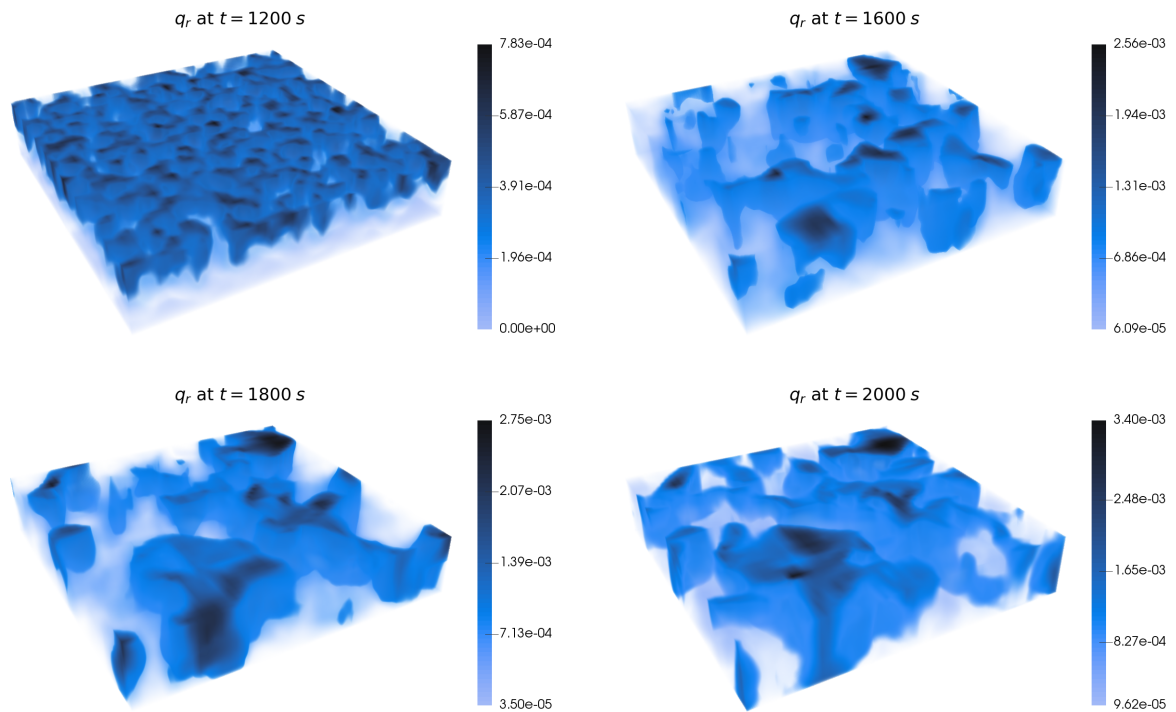 q_r at t = 1200 s
7.83e-04
5.87e-04
3.91e-04
1.96e-04
0.00e+00
q_r at t = 1600 s
2.56e-03
1.94e-03
1.31e-03
6.86e-04
6.09e-05
q_r at t = 1800 s
2.75e-03
2.07e-03
1.39e-03
7.13e-04
3.50e-05
q_r at t = 2000 s
3.40e-03
2.48e-03
1.65e-03
8.27e-04
9.62e-05